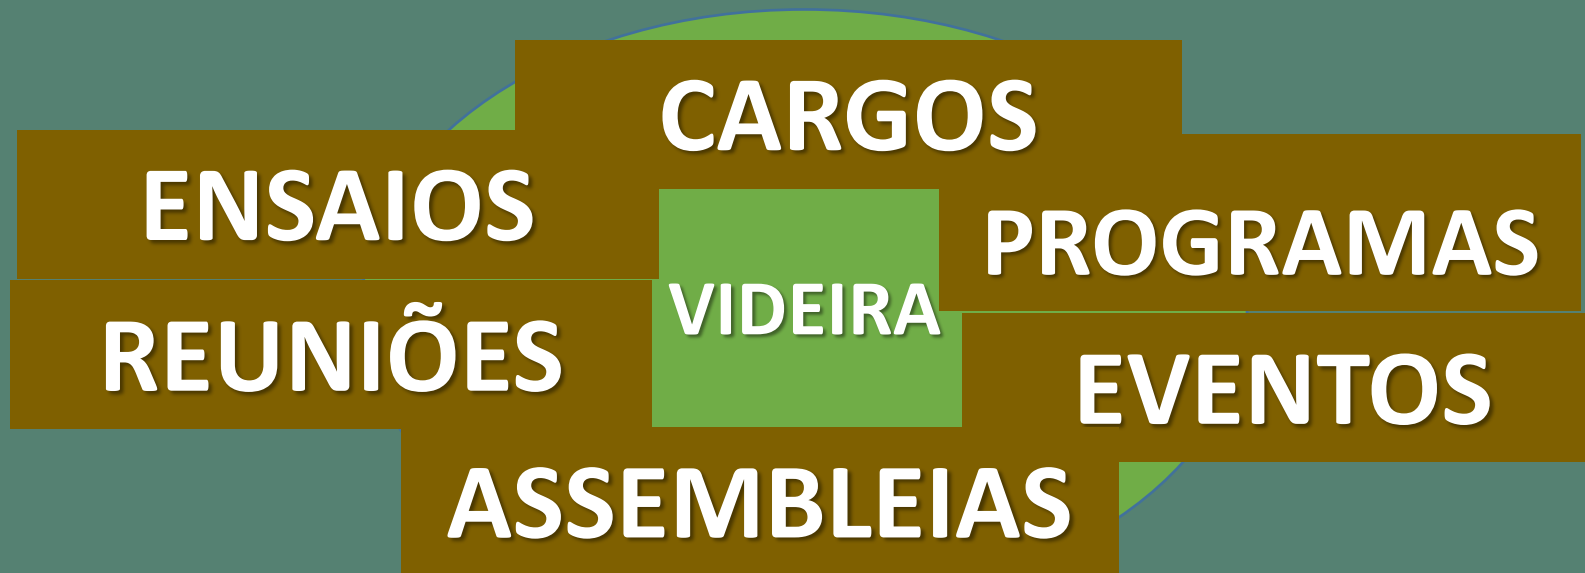 CARGOS
ENSAIOS
PROGRAMAS
VIDEIRA
REUNIÕES
EVENTOS
ASSEMBLEIAS